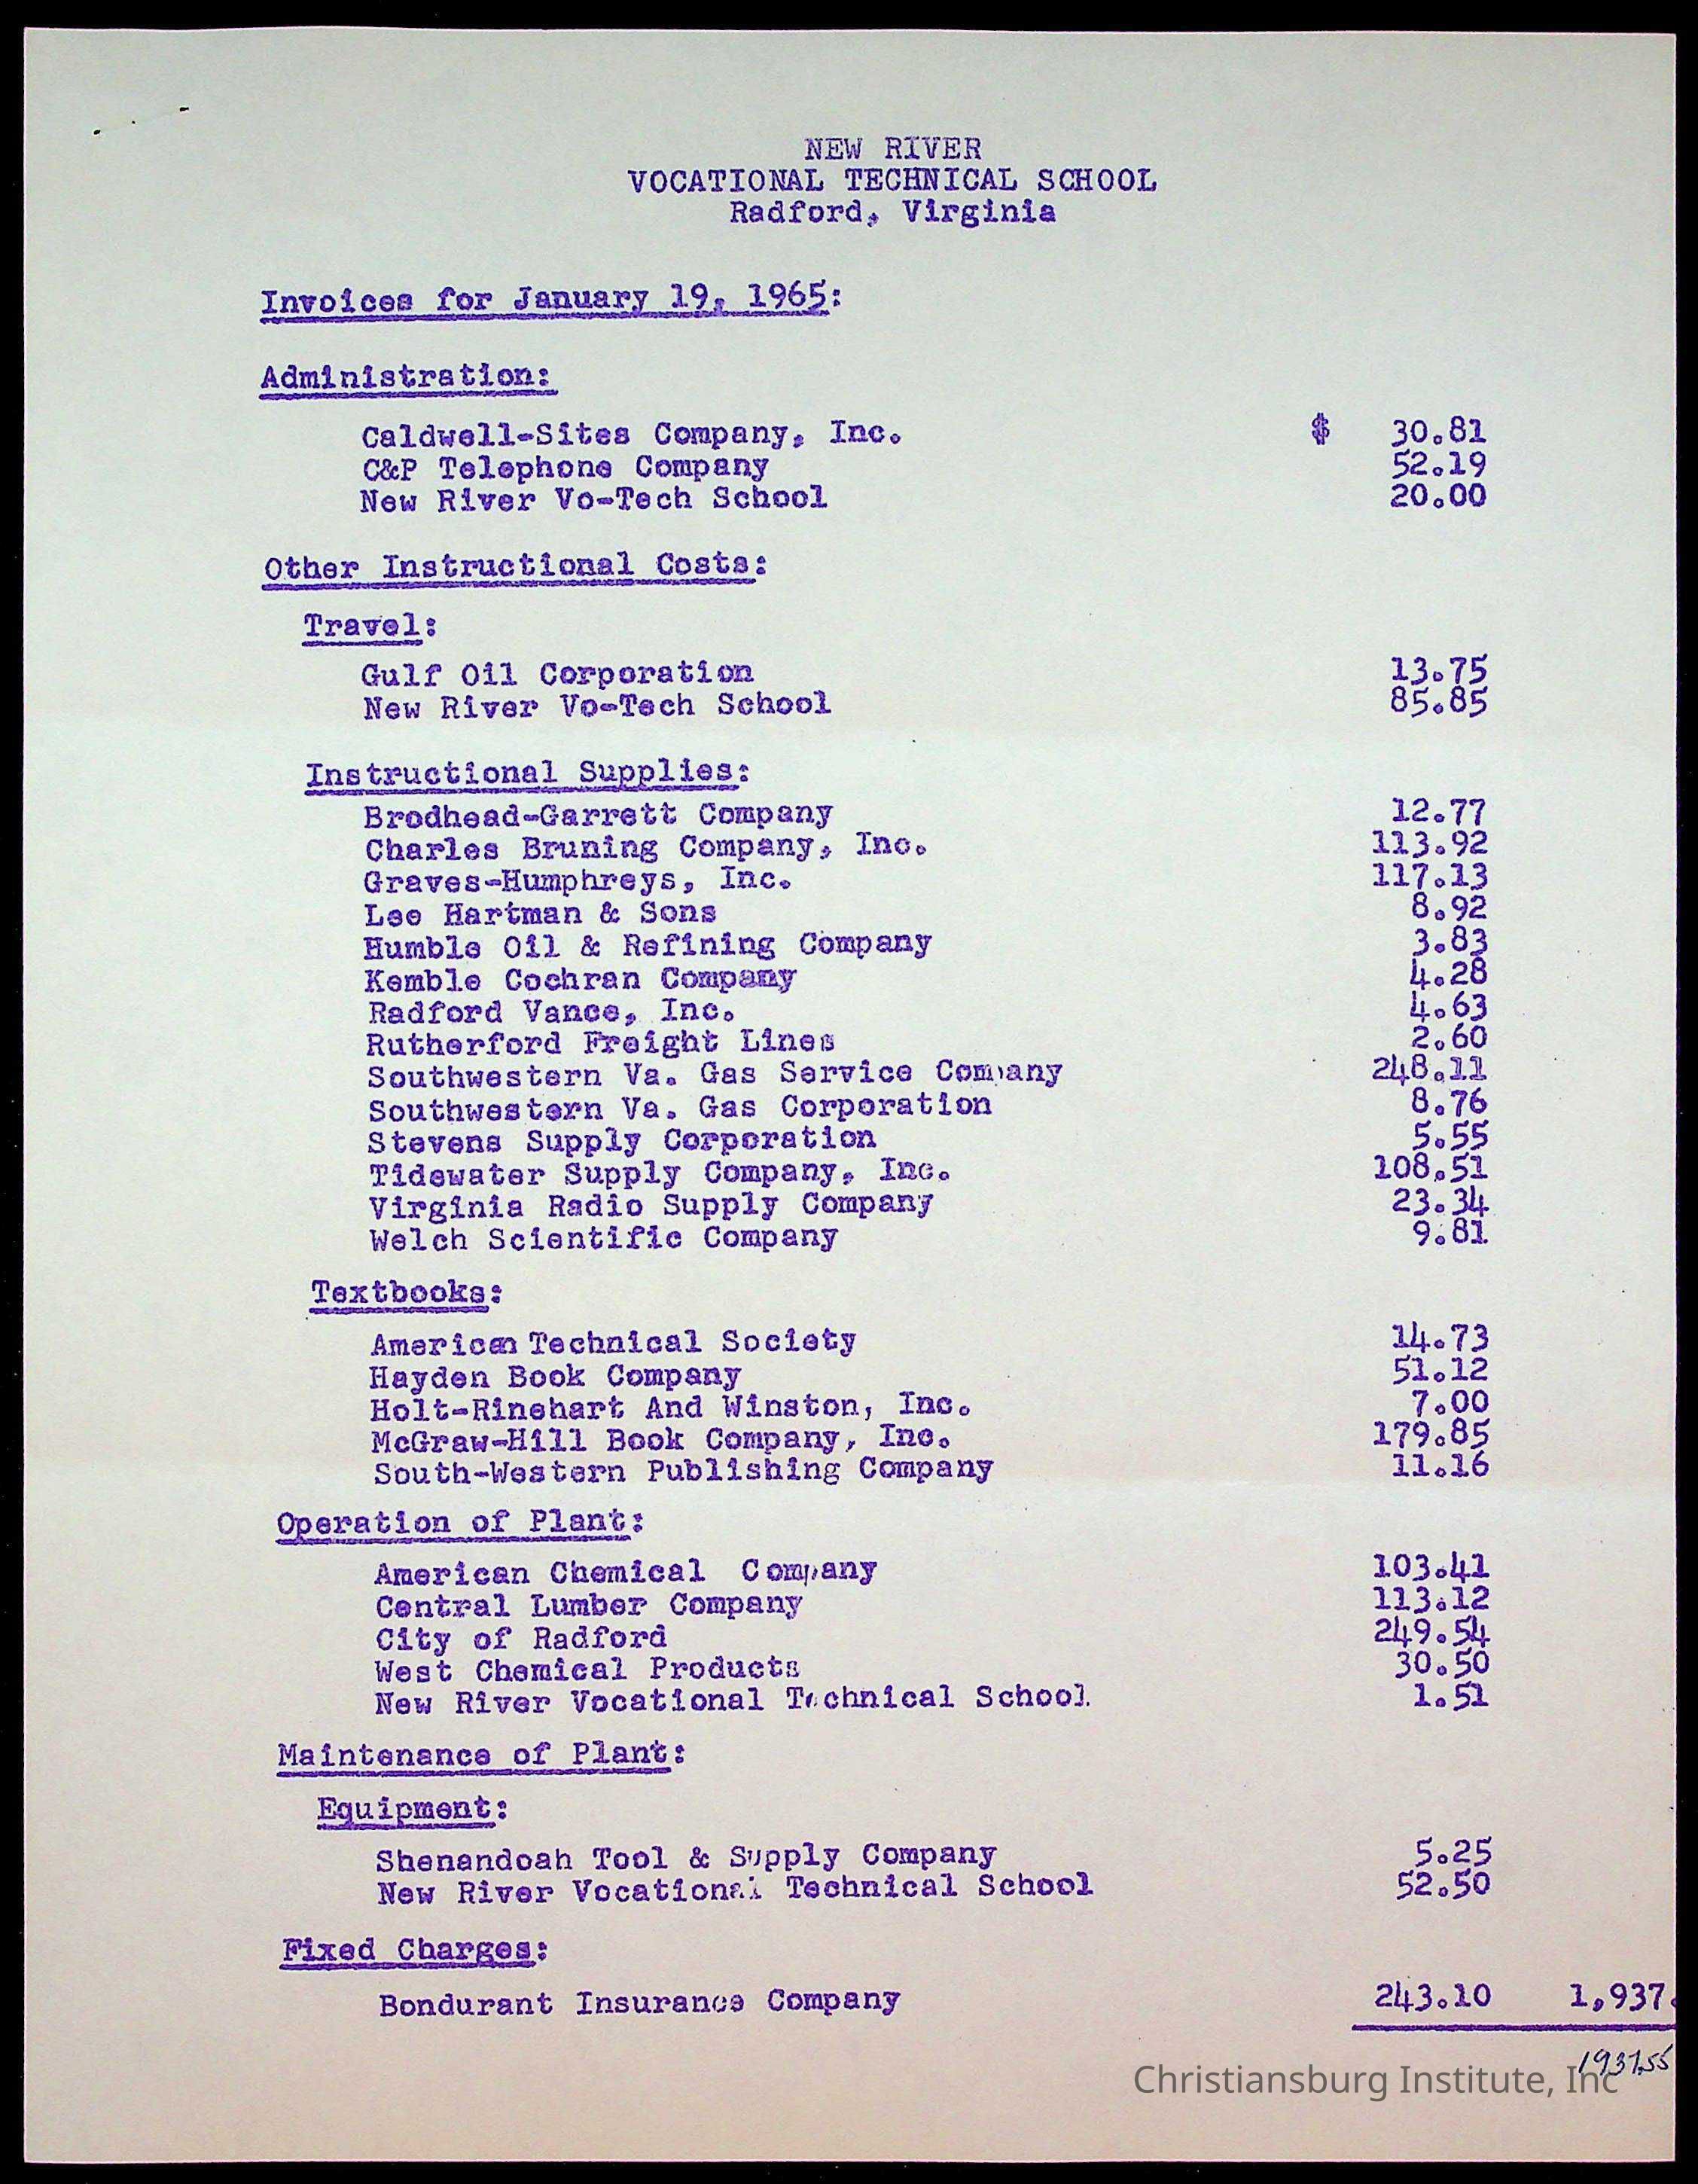 NEW RIVER
VOCATIONAL TECHNICAL SCHOOL
Radford, Virginia
Invoices for January 19, 1965:
Administration:
Caldwell-Sites Company, Inc. $ 30.81
C&P Telephone Company 52.19
New River Vo-Tech School 20.00
Other Instructional Costs:
Travel:
Gulf Oil Corporation 13.75
New River Vo-Tech School 85.85
Instructional Supplies:
Brodhead-Garrett Company 12.77
Charles Bruning Company, Inc. 113.92
Graves-Humphreys, Inc. 117.13
Lee Hartman & Sons 8.92
Humble Oil & Refining Company 3.83
Kemble Cochran Company 4.28
Radford Vance, Inc. 4.63
Rutherford Freight Lines 2.60
Southwestern Va. Gas Service Company 248.11
Southwestern Va. Gas Corporation 8.76
Stevens Supply Corporation 5.55
Tidewater Supply Company, Inc. 108.51
Virginia Radio Supply Company 23.34
Welch Scientific Company 9.81
Textbooks:
American Technical Society 14.73
Hayden Book Company 51.12
Holt-Rinehart And Winston, Inc. 7.00
McGraw-Hill Book Company, Inc. 179.85
South-Western Publishing Company 11.16
Operation of Plant:
American Chemical Company 103.41
Central Lumber Company 113.12
City of Radford 249.54
West Chemical Products 30.50
New River Vocational Technical School 1.51
Maintenance of Plant:
Equipment:
Shenandoah Tool & Supply Company 5.25
New River Vocational Technical School 52.50
Fixed Charges:
Bondurant Insurance Company 243.10 1,937.
1937.55
Christiansburg Institute, Inc